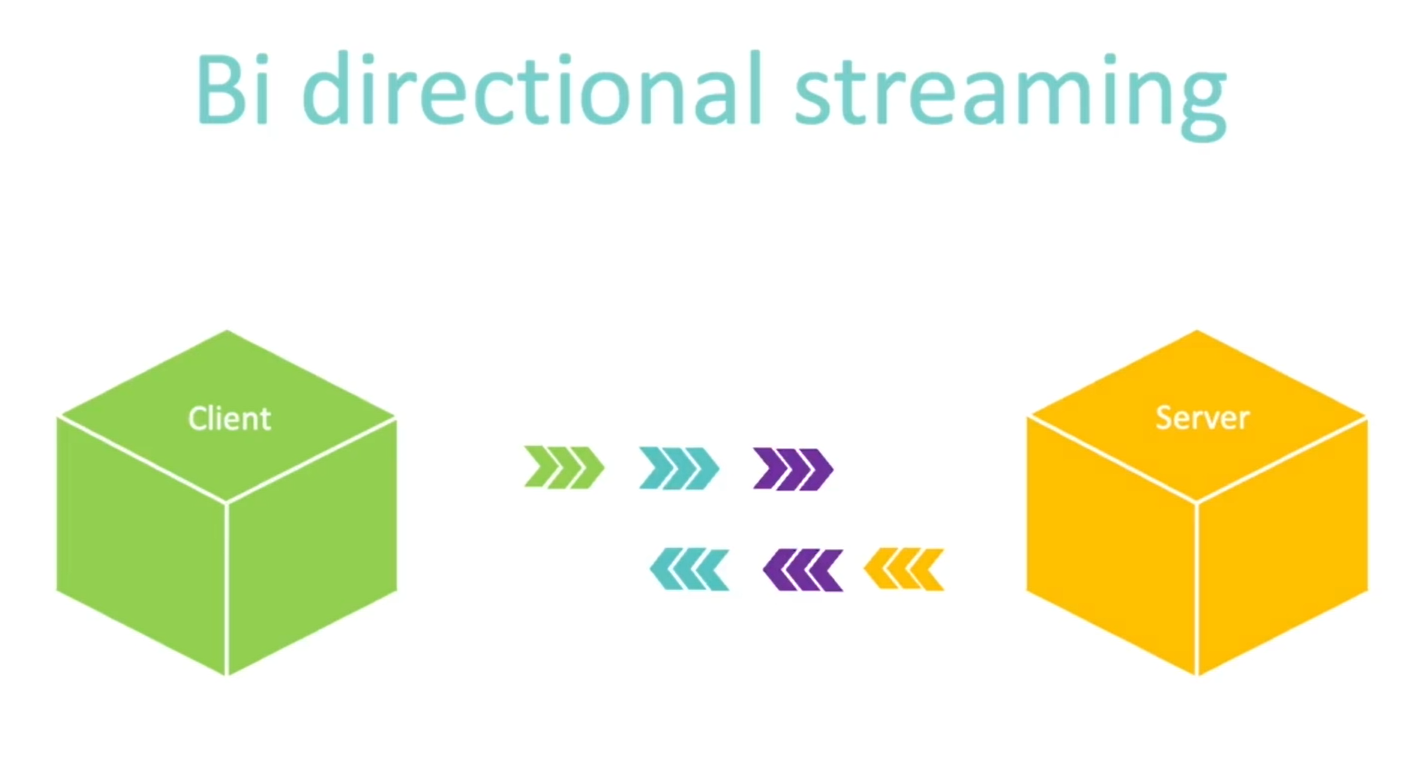 Bi directional streaming
Client
Server